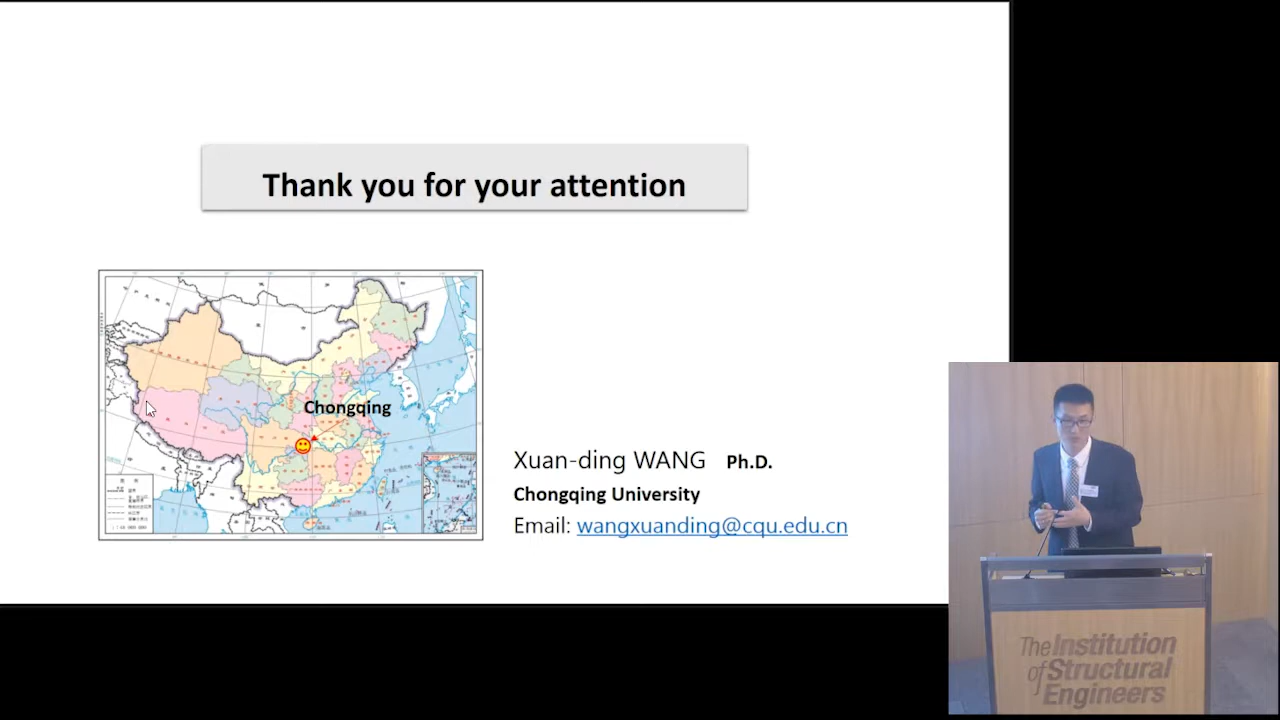 Thank you for your attention
Chongqing
Xuan-ding WANG Ph.D.
Chongqing University
Email: wangxuanding@cqu.edu.cn
The Institution
of Structural
Engineers